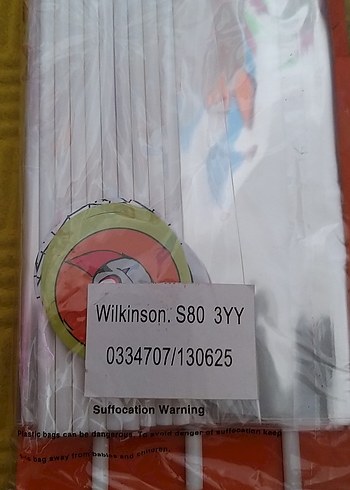 Wilkinson. S80 3YY
0334707/130625
Suffocation Warning
Plastic bags can be dangerous. To avoid danger of suffocation keep
this bag away from babies and children.